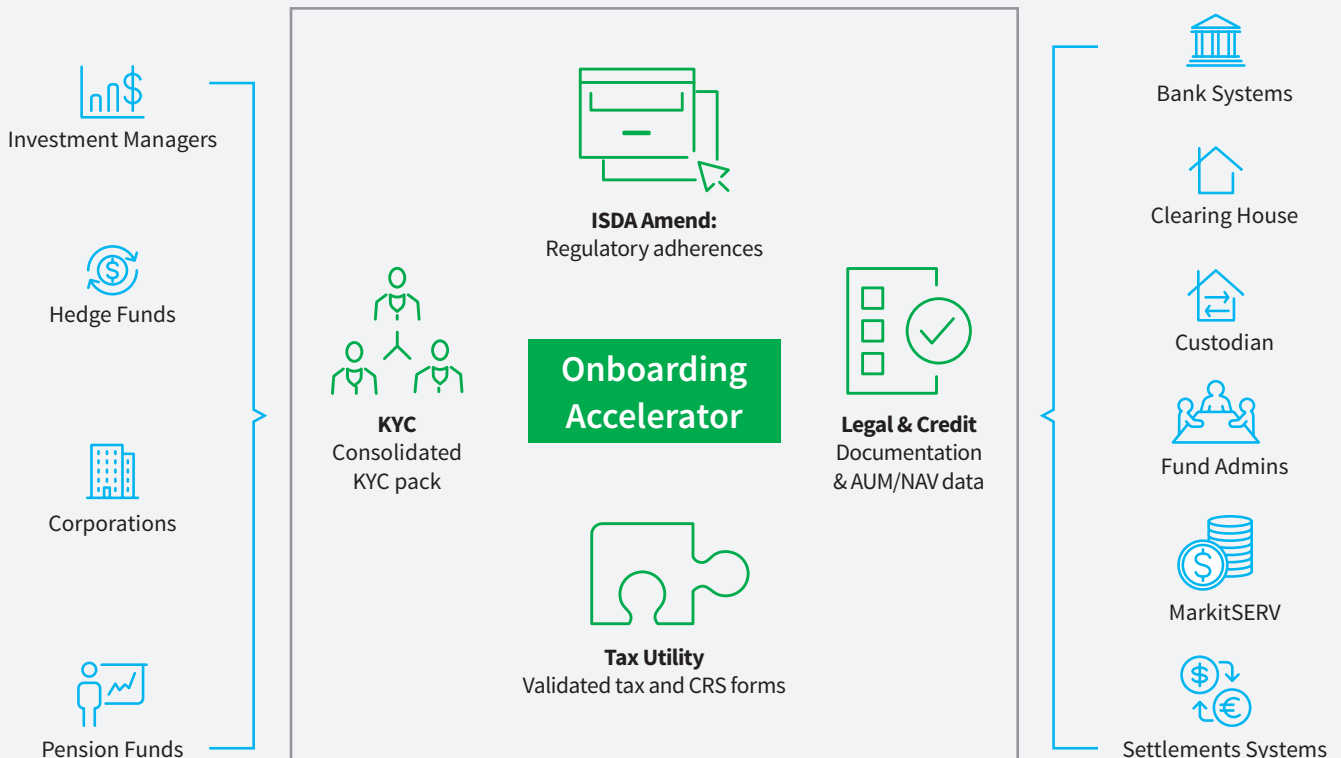 Investment Managers
Hedge Funds
Corporations
Pension Funds
ISDA Amend:
Regulatory adherences
KYC
Consolidated
KYC pack
Onboarding
Accelerator
Legal & Credit
Documentation
& AUM/NAV data
Tax Utility
Validated tax and CRS forms
Bank Systems
Clearing House
Custodian
Fund Admins
MarkitSERV
Settlements Systems